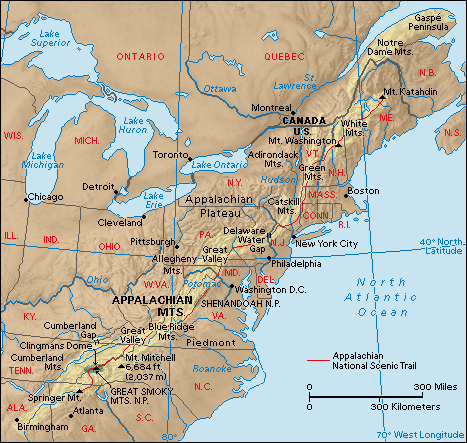 Gaspé
Peninsula
Lake
Superior
Notre
Dame Mts.
ONTARIO
QUEBEC
St.
Lawrence
N.B.
Ottawa
Mt. Katahdin
Montreal
CANADA
U.S.
Mt. Washington
White
Mts.
ME.
N.S.
WIS.
MICH.
Lake
Huron
Lake
Michigan
Toronto
Lake Ontario
Adirondack
Mts.
VT.
Green
Mts.
N.H.
Detroit
N.Y.
Hudson
MASS.
Boston
Chicago
Lake
Erie
Appalachian
Plateau
Catskill
Mts.
CONN.
R.I.
Cleveland
ILL.
IND.
OHIO
Pittsburgh
PA.
Delaware
Water
Gap
N.J.
New York City
Allegheny
Mts.
Great
Valley
Philadelphia
40° North
Latitude
Ohio
W.VA.
Potomac
MD.
DEL.
Washington D.C.
North
Atlantic
Ocean
APPALACHIAN
MTS.
SHENANDOAH N.P.
VA.
KY.
Cumberland
Gap
Great
Valley
Blue Ridge
Mts.
Clingmans Dome
Piedmont
Cumberland
Mts.
Mt. Mitchell
6,684 ft.
(2,037 m)
Roanoke
Appalachian
National Scenic Trail
TENN.
GREAT SMOKY
MTS. N.P.
N.C.
Springer Mt.
0 300 Miles
0 300 Kilometers
ALA.
Atlanta
Birmingham
GA.
S.C.
80°
70° West Longitude